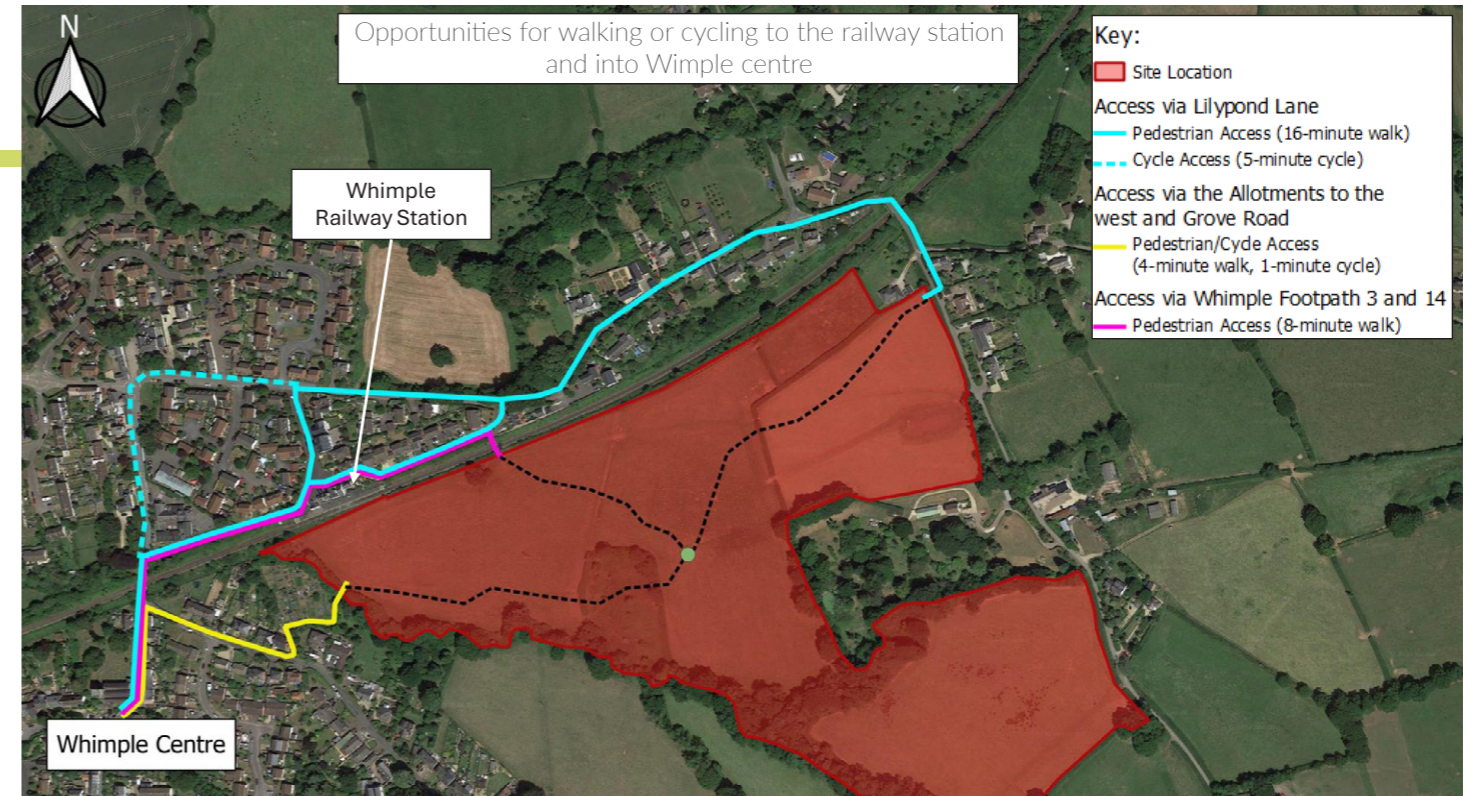 N
Opportunities for walking or cycling to the railway station
and into Wimple centre
Key:
Site Location
Access via Lilypond Lane
Pedestrian Access (16-minute walk)
Cycle Access (5-minute cycle)
Access via the Allotments to the
west and Grove Road
Pedestrian/Cycle Access
(4-minute walk, 1-minute cycle)
Access via Whimple Footpath 3 and 14
Pedestrian Access (8-minute walk)
Whimple
Railway Station
Whimple Centre